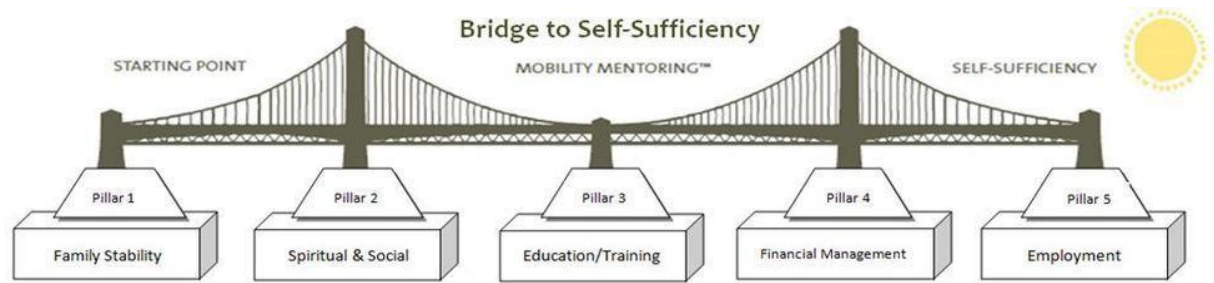 Bridge to Self-Sufficiency
STARTING POINT
MOBILITY MENTORING™
SELF-SUFFICIENCY
Pillar 1
Pillar 2
Pillar 3
Pillar 4
Pillar 5
Family Stability
Spiritual & Social
Education/Training
Financial Management
Employment